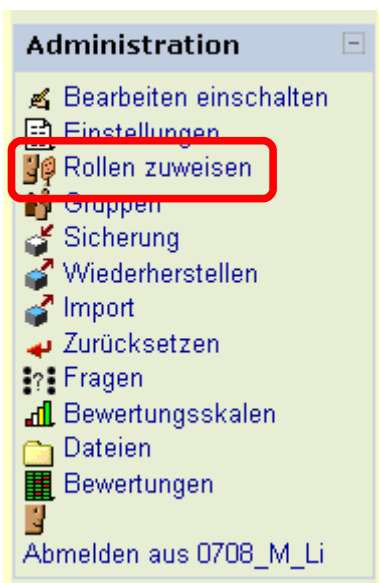 Administration
Bearbeiten einschalten
Einstellungen
Rollen zuweisen
Gruppen
Sicherung
Wiederherstellen
Import
Zurücksetzen
Fragen
Bewertungsskalen
Dateien
Bewertungen
Abmelden aus 0708_M_Li